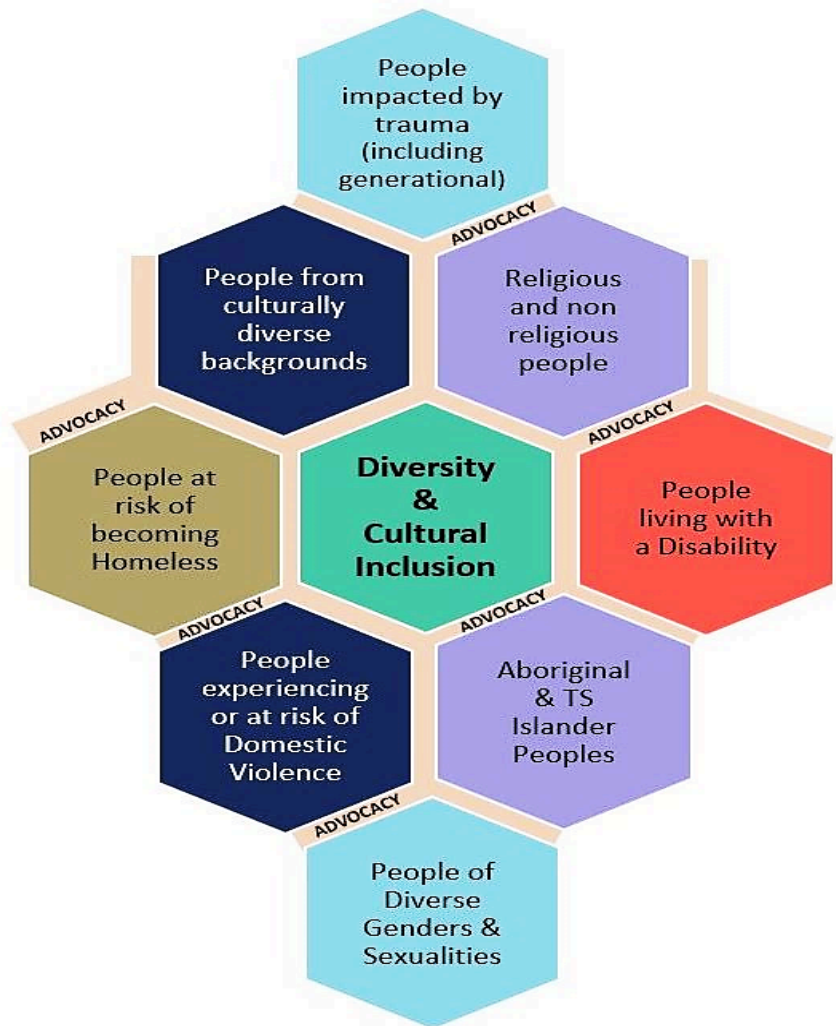 People
impacted by
trauma
(including
generational)
ADVOCACY
People from
culturally
diverse
backgrounds
Religious
and non
religious
people
ADVOCACY
ADVOCACY
People at
risk of
becoming
Homeless
Diversity
&
Cultural
Inclusion
People
living with
a Disability
ADVOCACY
ADVOCACY
People
experiencing
or at risk of
Domestic
Violence
Aboriginal
& TS
Islander
Peoples
ADVOCACY
People of
Diverse
Genders &
Sexualities